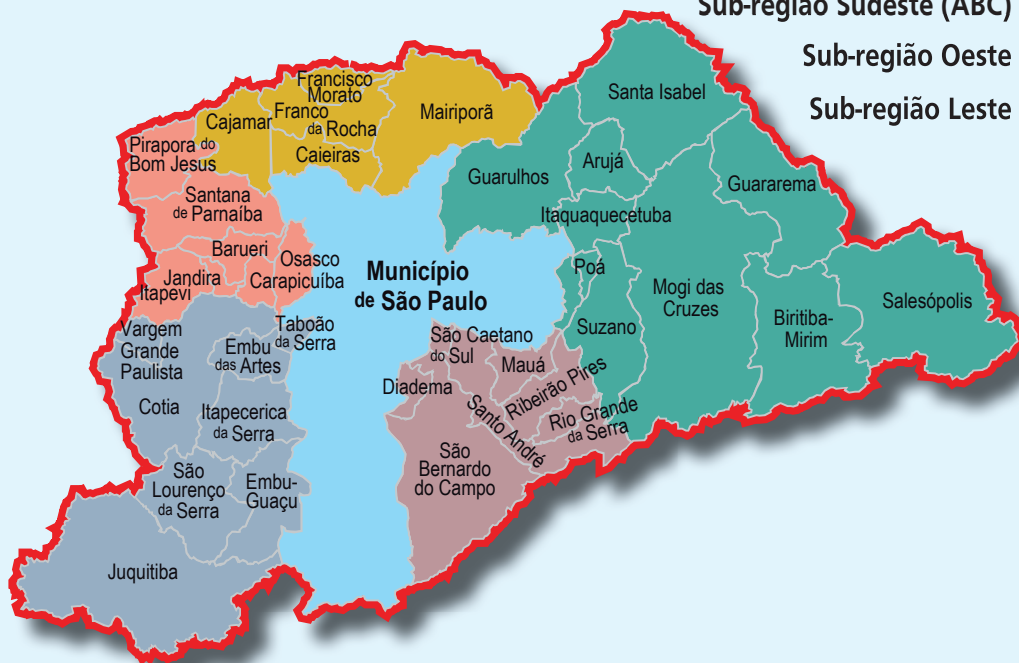 Sub-região Sudeste (ABC)
Sub-região Oeste
Sub-região Leste
Francisco
Morato
Franco
da Rocha
Cajamar
Caieiras
Mairiporã
Santa Isabel
Pirapora do
Bom Jesus
Guarulhos
Arujá
Guararema
Santana
de Parnaíba
Itaquaquecetuba
Barueri
Osasco
Jandira
Carapicuíba
Itapevi
Município
de São Paulo
Poá
Mogi das
Cruzes
Salesópolis
Suzano
Biritiba-
Mirim
Vargem
Grande
Paulista
Taboão
da Serra
Embu
das Artes
São Caetano
do Sul
Mauá
Diadema
Ribeirão Pires
Cotia
Itapecerica
da Serra
Santo André
Rio Grande
da Serra
São
Bernardo
do Campo
São
Lourenço
da Serra
Embu-
Guaçu
Juquitiba